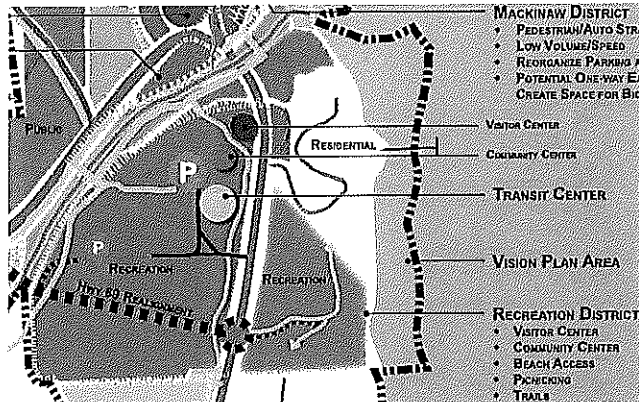 MACKINAW DISTRICT
• PEDESTRIAN/AUTO STR
• LOW VOLUME/SPEED
• REORGANIZE PARKING
• POTENTIAL ONE-WAY
CREATE SPACE FOR
PUBLIC
VISITOR CENTER
RESIDENTIAL
COMMUNITY CENTER
P
TRANSIT CENTER
P
RECREATION
RECREATION
VISION PLAN AREA
HWY 60 REALIGNMENT
RECREATION DISTRICT
• VISITOR CENTER
• COMMUNITY CENTER
• BEACH ACCESS
• PICNICKING
• TRAILS